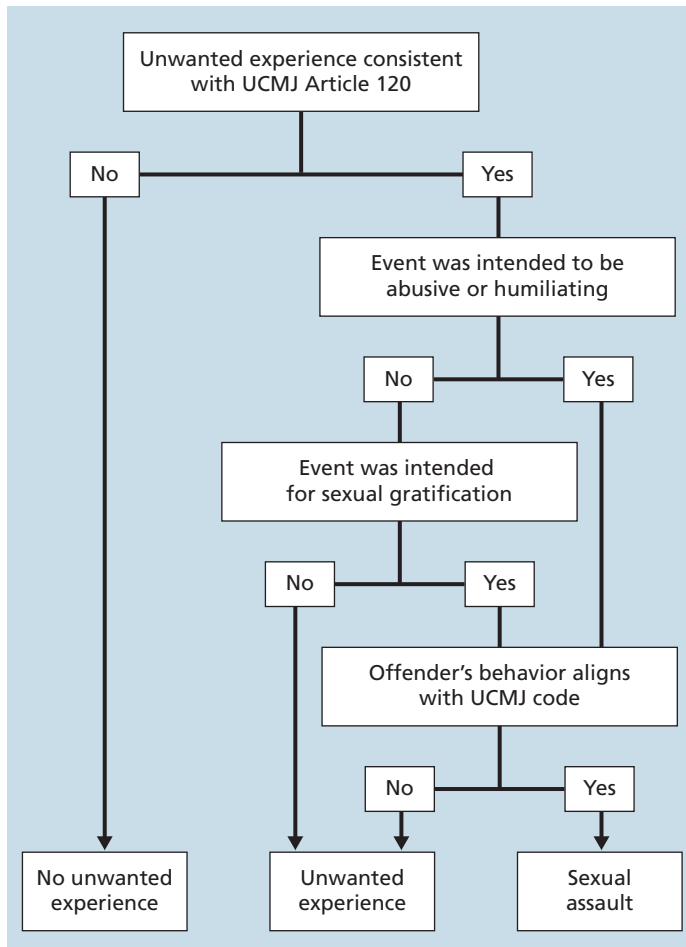 Unwanted experience consistent
with UCMJ Article 120
No
Yes
Event was intended to be
abusive or humiliating
No
Yes
Event was intended
for sexual gratification
No
Yes
Offender’s behavior aligns
with UCMJ code
No
Yes
No unwanted
experience
Unwanted
experience
Sexual
assault